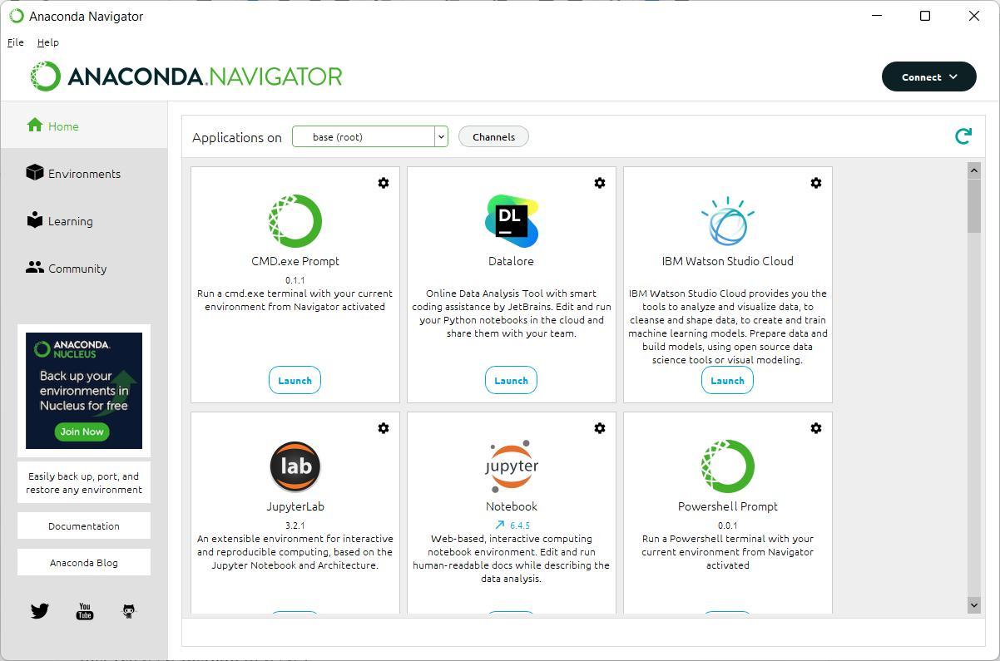 Anaconda Navigator
File Help
ANACONDA.NAVIGATOR
Connect
Home
Environments
Learning
Community
ANACONDA.
NUCLEUS
Back up your
environments in
Nucleus for free
Join Now
Easily back up, port, and
restore any environment
Documentation
Anaconda Blog
You
Tube
Applications on base (root) Channels
CMD.exe Prompt
0.1.1
Run a cmd.exe terminal with your current
environment from Navigator activated
Launch
DL
Datalore
Online Data Analysis Tool with smart
coding assistance by JetBrains. Edit and run
your Python notebooks in the cloud and
share them with your team.
Launch
IBM Watson Studio Cloud
IBM Watson Studio Cloud provides you the
tools to analyze and visualize data, to
cleanse and shape data, to create and train
machine learning models. Prepare data and
build models, using open source data
science tools or visual modeling.
Launch
lab
JupyterLab
3.2.1
An extensible environment for interactive
and reproducible computing, based on the
Jupyter Notebook and Architecture.
jupyter
Notebook
6.4.5
Web-based, interactive computing
notebook environment. Edit and run
human-readable docs while describing the
data analysis.
Powershell Prompt
0.0.1
Run a Powershell terminal with your
current environment from Navigator
activated